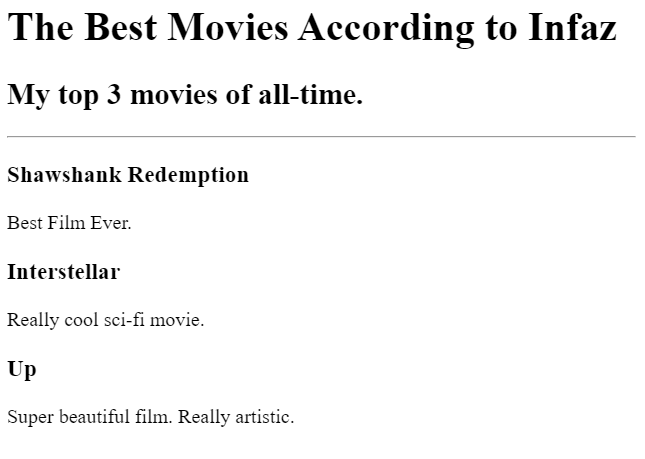 The Best Movies According to Infaz
My top 3 movies of all-time.
Shawshank Redemption
Best Film Ever.
Interstellar
Really cool sci-fi movie.
Up
Super beautiful film. Really artistic.